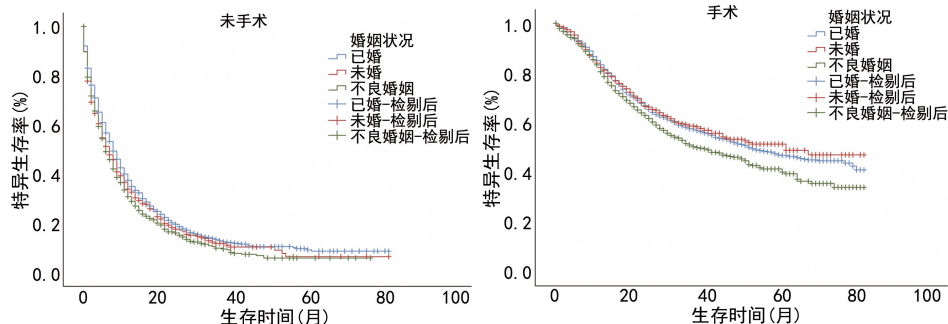 未手术
1.0
0.8
0.6
0.4
0.2
0.0
特异生存率(%)
婚姻状况
已婚
未婚
不良婚姻
已婚-检剔后
未婚-检剔后
不良婚姻-检剔后
0 20 40 60 80 100
生存时间(月)
手术
1.0
0.8
0.6
0.4
0.2
0.0
特异生存率(%)
婚姻状况
已婚
未婚
不良婚姻
已婚-检剔后
未婚-检剔后
不良婚姻-检剔后
0 20 40 60 80 100
生存时间(月)